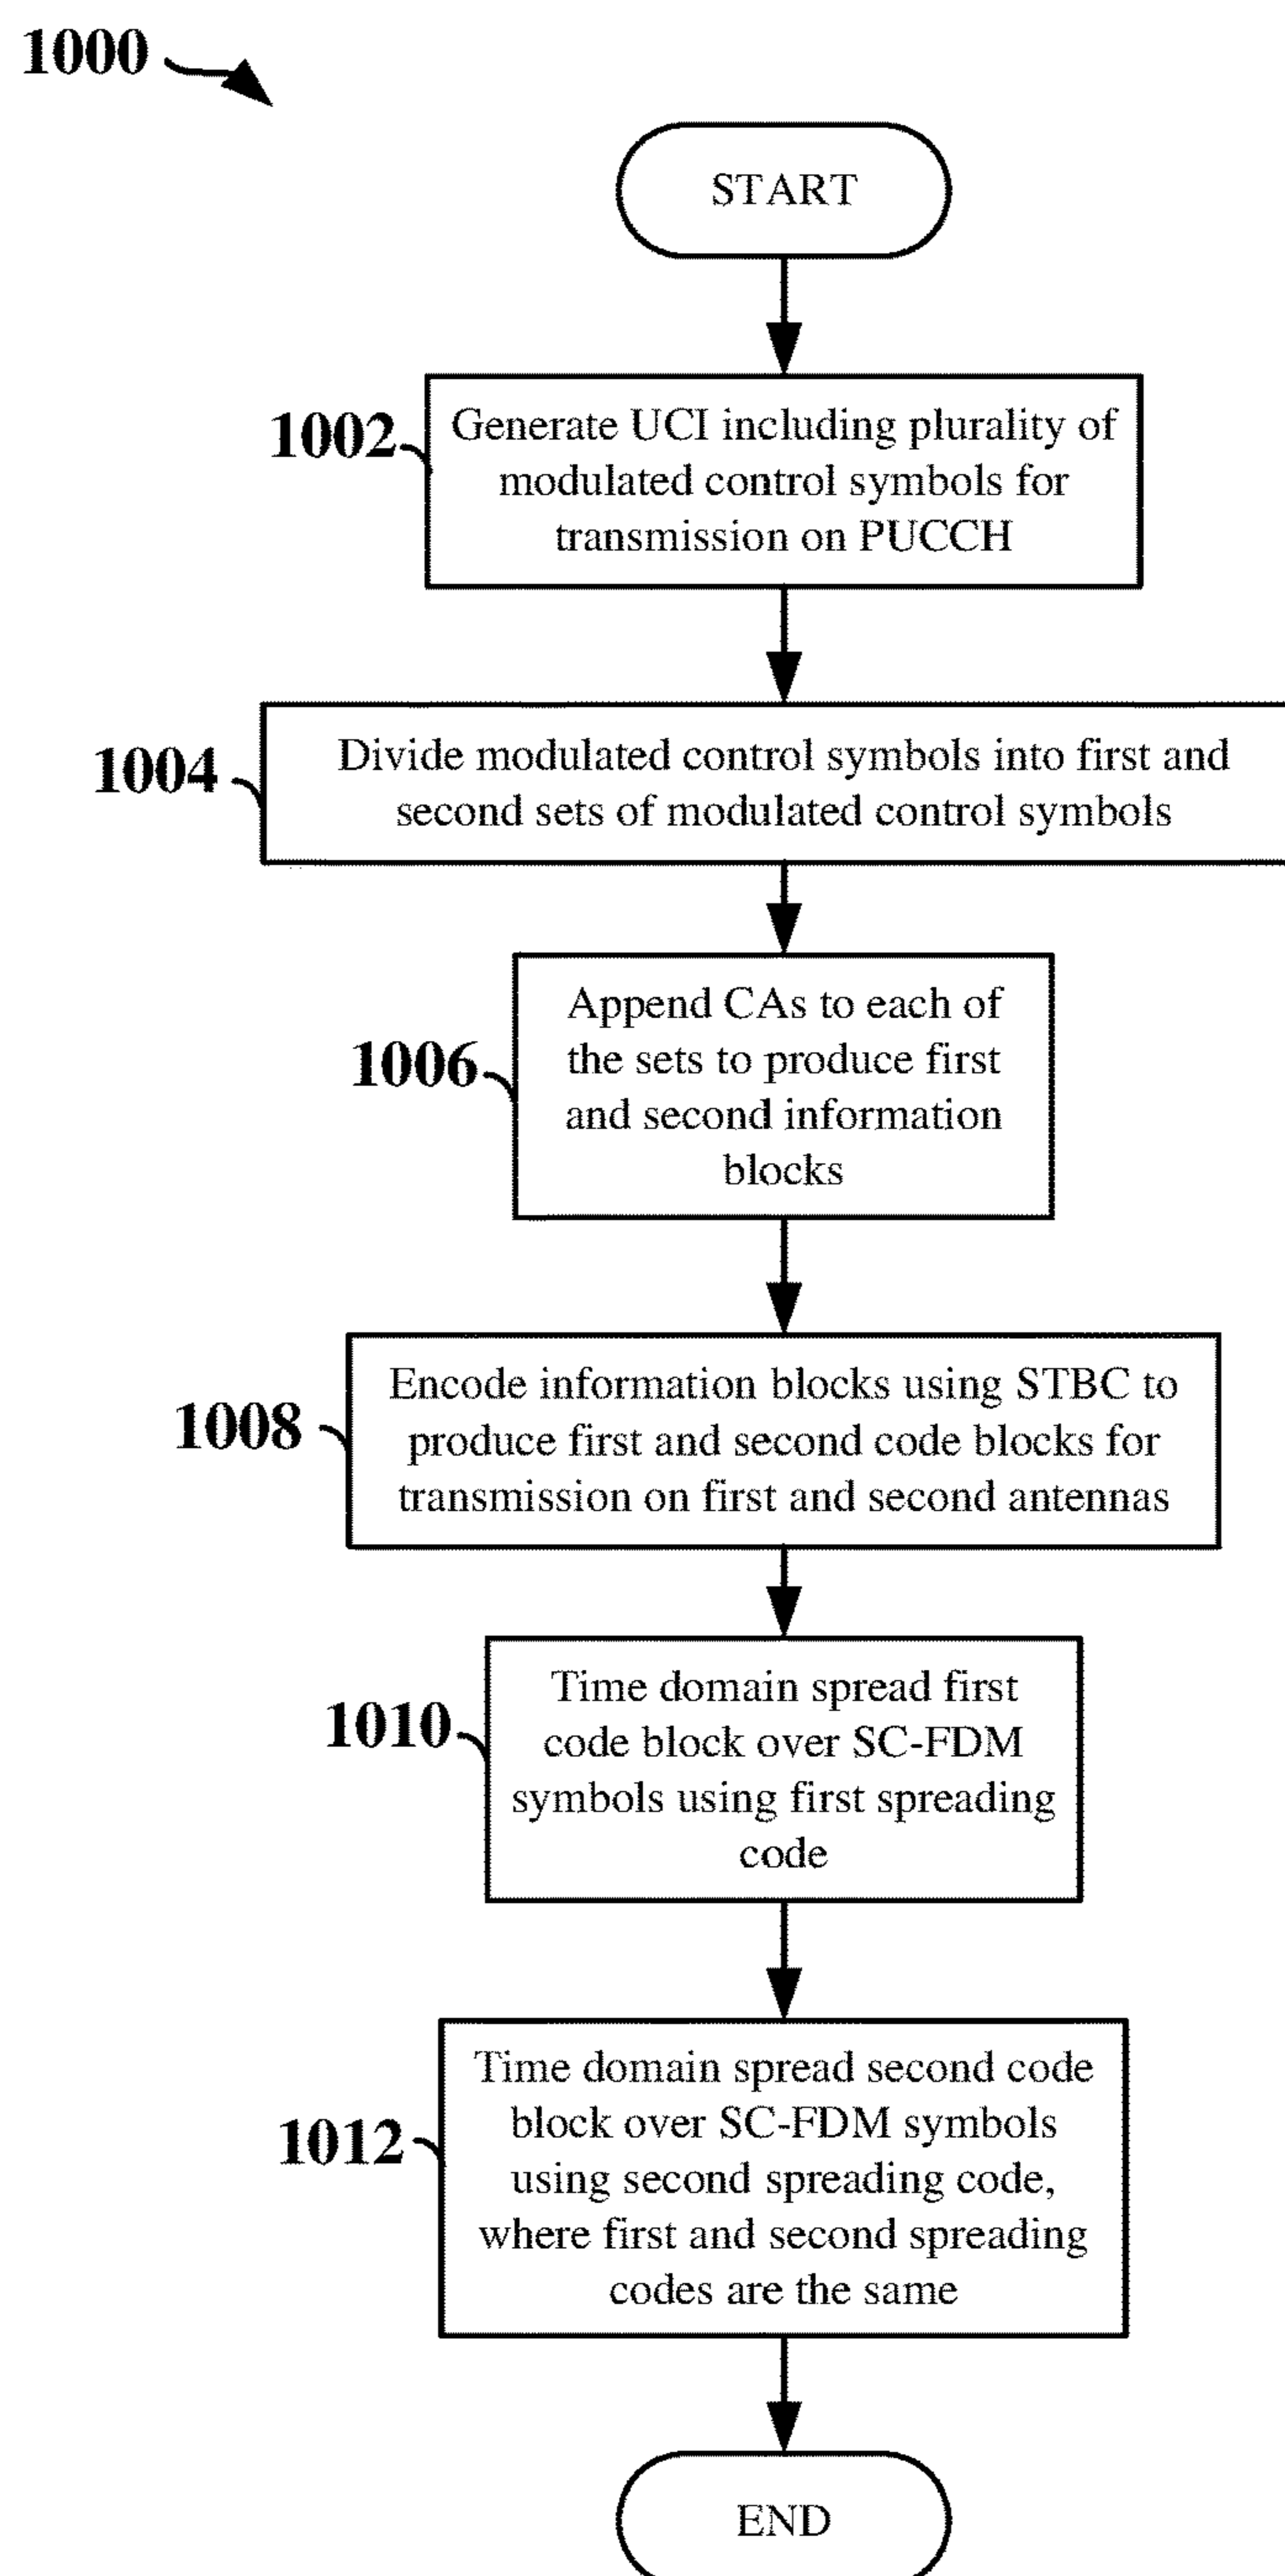 1000
START
1002
Generate UCI including plurality of
modulated control symbols for
transmission on PUCCH
1004
Divide modulated control symbols into first and
second sets of modulated control symbols
1006
Append CAs to each of
the sets to produce first
and second information
blocks
1008
Encode information blocks using STBC to
produce first and second code blocks for
transmission on first and second antennas
1010
Time domain spread first
code block over SC-FDM
symbols using first spreading
code
1012
Time domain spread second code
block over SC-FDM symbols
using second spreading code,
where first and second spreading
codes are the same
END